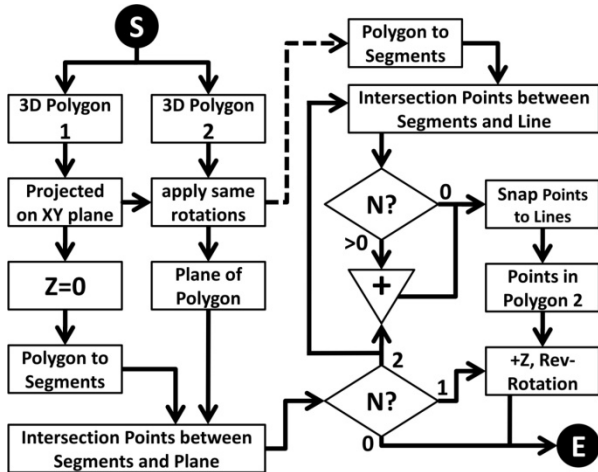 S
3D Polygon
1
3D Polygon
2
Projected
on XY plane
apply same
rotations
Z=0
Plane of
Polygon
Polygon to
Segments
Intersection Points between
Segments and Plane
Polygon to
Segments
Intersection Points between
Segments and Line
N?
0
>0
+
Snap Points
to Lines
Points in
Polygon 2
2
N?
1
0
+Z, Rev-
Rotation
E